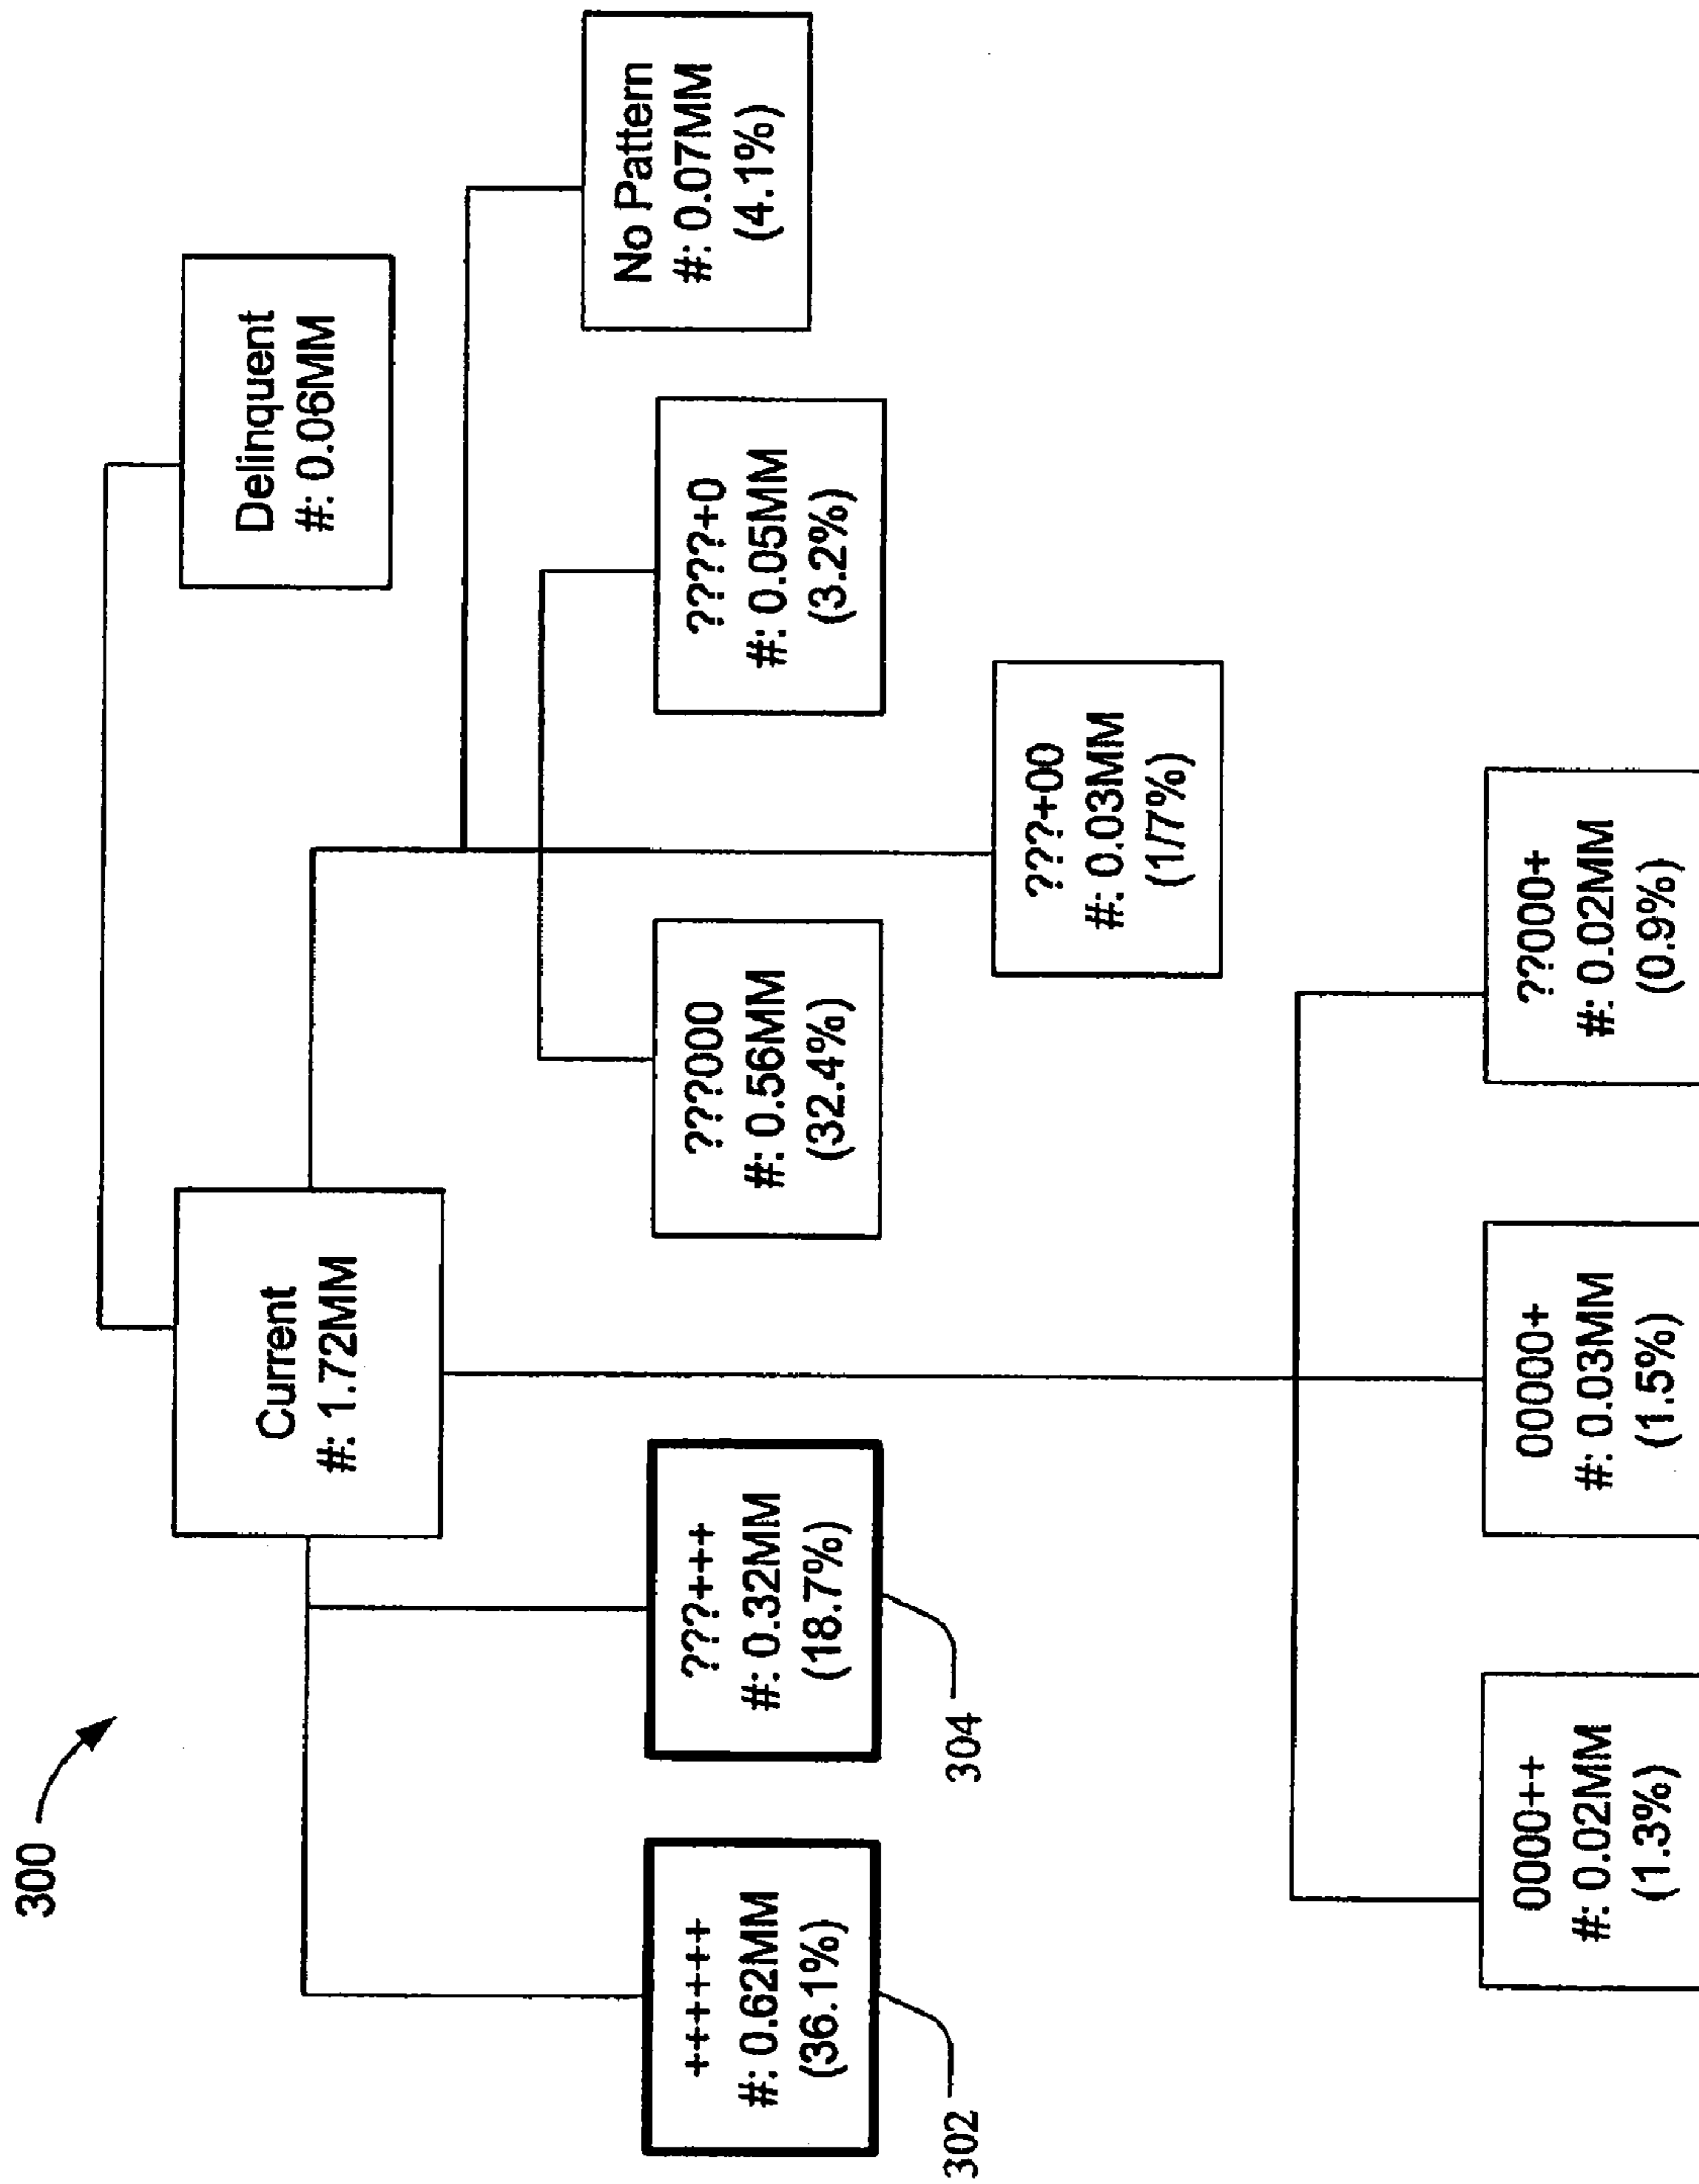 300
Current
#: 1.72MM
Delinquent
#: 0.06MM
++++++
#: 0.62MM
(36.1%)
302
???+++
#: 0.32MM
(18.7%)
304
???000
#: 0.56MM
(32.4%)
????+0
#: 0.05MM
(3.2%)
No Pattern
#: 0.07MM
(4.1%)
???+00
#: 0.03MM
(1/7%)
0000++
#: 0.02MM
(1.3%)
00000+
#: 0.03MM
(1.5%)
??000+
#: 0.02MM
(0.9%)